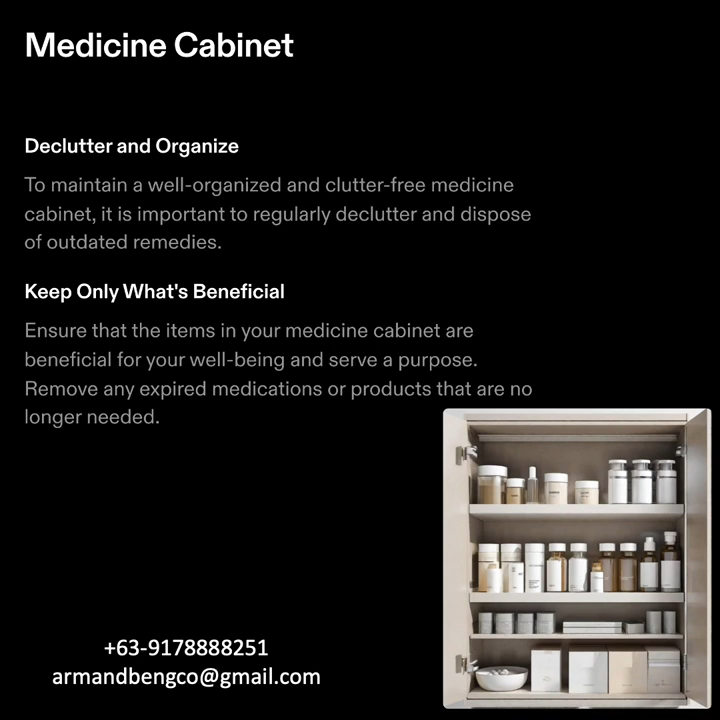 Medicine Cabinet
Declutter and Organize
To maintain a well-organized and clutter-free medicine
cabinet, it is important to regularly declutter and dispose
of outdated remedies.
Keep Only What's Beneficial
Ensure that the items in your medicine cabinet are
beneficial for your well-being and serve a purpose.
Remove any expired medications or products that are no
longer needed.
+63-9178888251
armandbengco@gmail.com